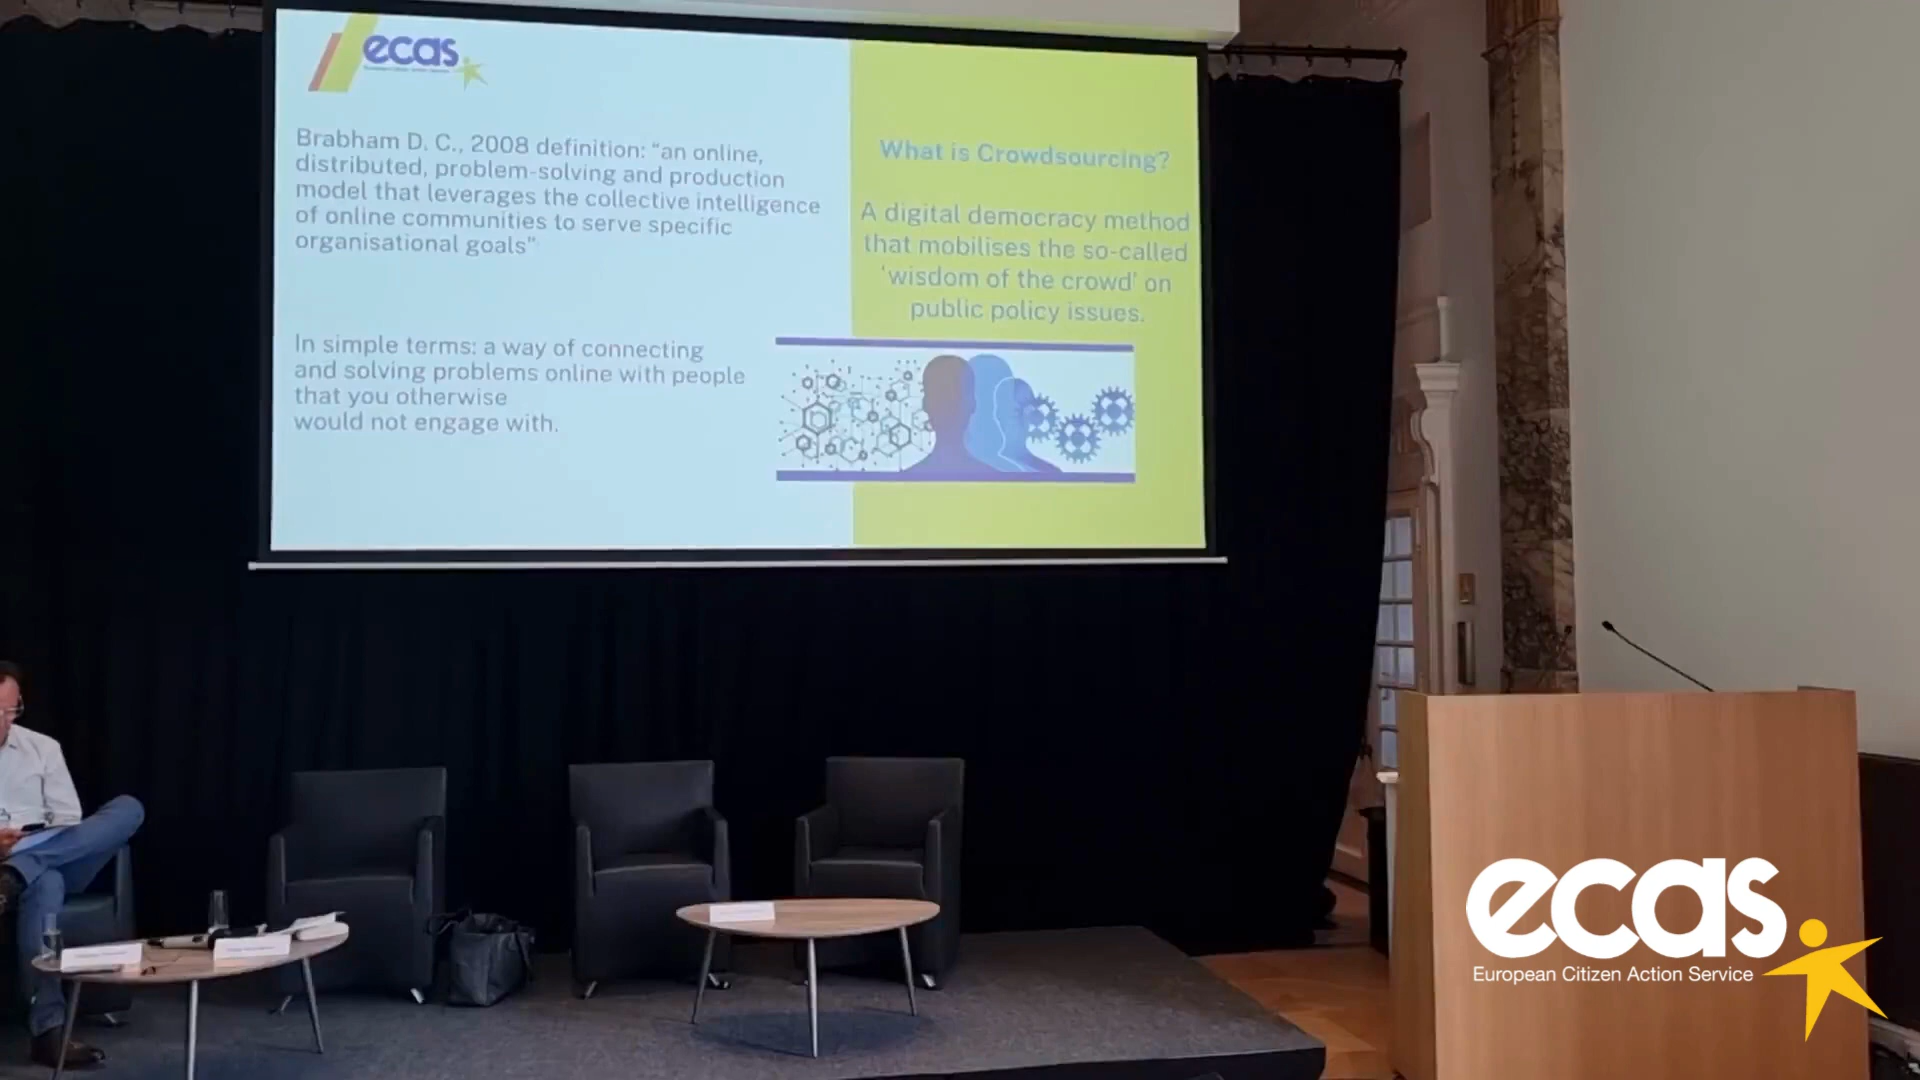 ecas
Brabham D. C., 2008 definition: “an online,
distributed, problem-solving and production
model that leverages the collective intelligence
of online communities to serve specific
organisational goals”
In simple terms: a way of connecting
and solving problems online with people
that you otherwise
would not engage with.
What is Crowdsourcing?
A digital democracy method
that mobilises the so-called
‘wisdom of the crowd’ on
public policy issues.
ecas
European Citizen Action Service